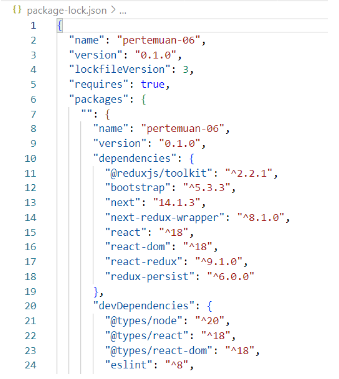 {} package-lock.json > ...
1 {
2 "name": "pertemuan-06",
3 "version": "0.1.0",
4 "lockfileVersion": 3,
5 "requires": true,
6 "packages": {
7 "": {
8 "name": "pertemuan-06",
9 "version": "0.1.0",
10 "dependencies": {
11 "@reduxjs/toolkit": "^2.2.1",
12 "bootstrap": "^5.3.3",
13 "next": "14.1.3",
14 "next-redux-wrapper": "^8.1.0",
15 "react": "^18",
16 "react-dom": "^18",
17 "react-redux": "^9.1.0",
18 "redux-persist": "^6.0.0"
19 },
20 "devDependencies": {
21 "@types/node": "^20",
22 "@types/react": "^18",
23 "@types/react-dom": "^18",
24 "eslint": "^8",